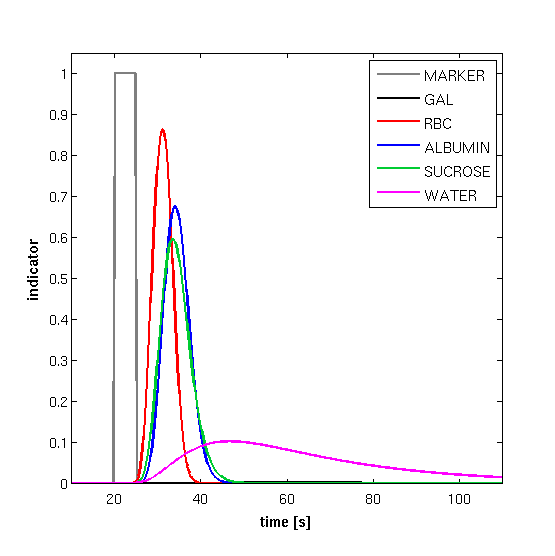 1
0.9
0.8
0.7
0.6
0.5
0.4
0.3
0.2
0.1
0
indicator
MARKER
GAL
RBC
ALBUMIN
SUCROSE
WATER
20 40 60 80 100
time [s]